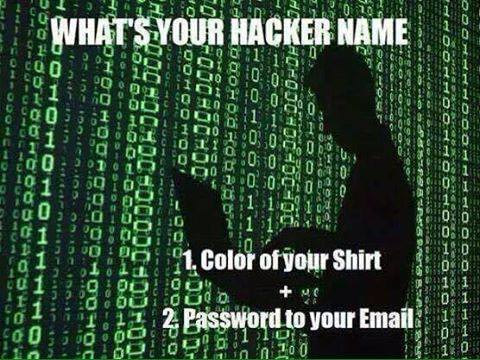 WHAT'S YOUR HACKER NAME
1. Color of your Shirt
+
2. Password to your Email